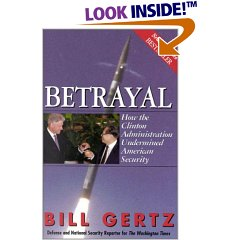 LOOK INSIDE!™
BESTSELLER
BETRAYAL
How the
Clinton
Administration
Undermined
American
Security
BILL GERTZ
Defense and National Security Reporter for The Washington Times